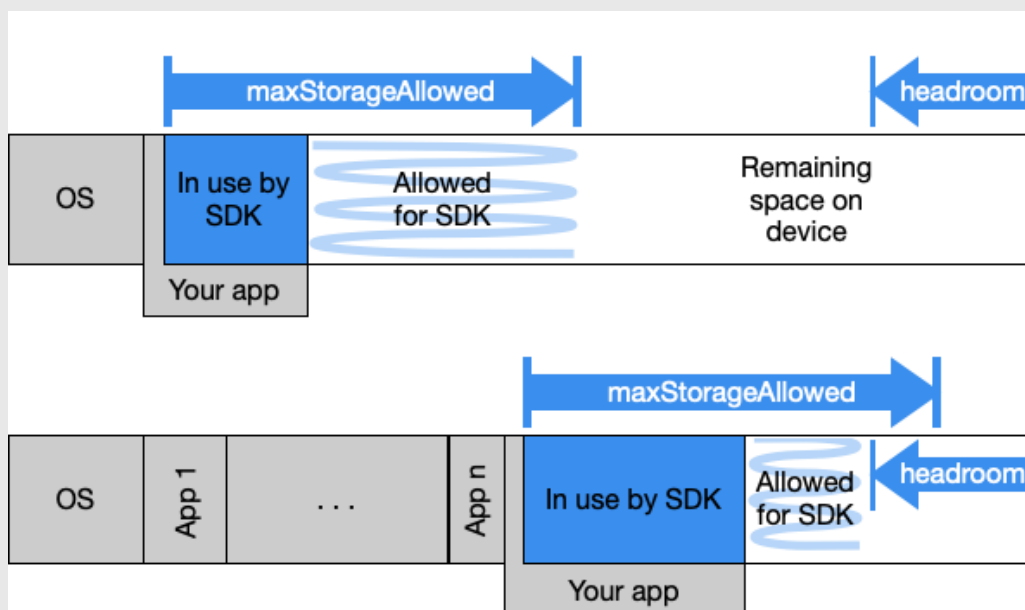 maxStorageAllowed
headroom
OS
In use by
SDK
Allowed
for SDK
Remaining
space on
device
Your app
maxStorageAllowed
OS
App 1
. . .
App n
In use by SDK
Allowed
for SDK
headroom
Your app